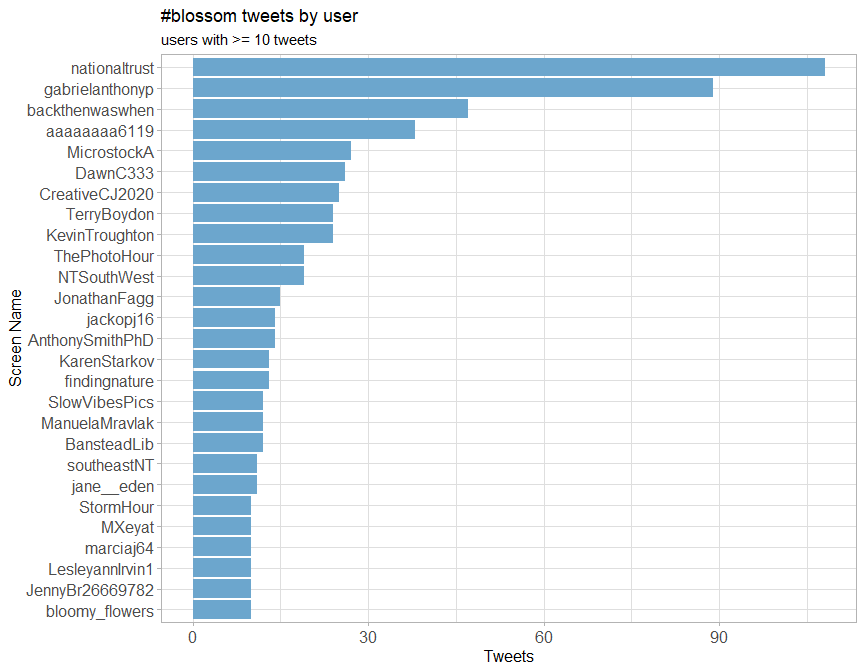 #blossom tweets by user
users with >= 10 tweets
Screen Name
nationaltrust
gabrielanthonyp
backthenwaswhen
aaaaaaaa6119
MicrostockA
DawnC333
CreativeCJ2020
TerryBoydon
KevinTroughton
ThePhotoHour
NTSouthWest
JonathanFagg
jackopj16
AnthonySmithPhD
KarenStarkov
findingnature
SlowVibesPics
ManuelaMravlak
BansteadLib
southeastNT
jane__eden
StormHour
MXeyat
marciaj64
LesleyannIrvin1
JennyBr26669782
bloomy_flowers
0 30 60 90
Tweets